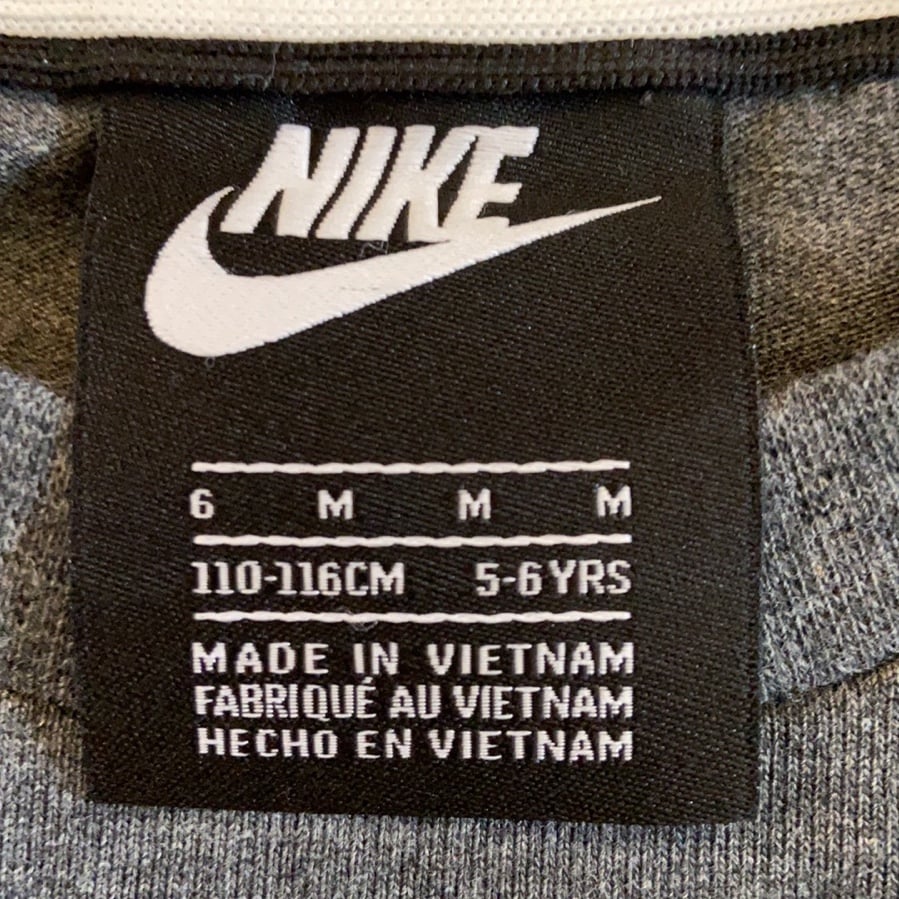 NIKE
6 M M M
110-116CM 5-6YRS
MADE IN VIETNAM
FABRIQUÉ AU VIETNAM
HECHO EN VIETNAM